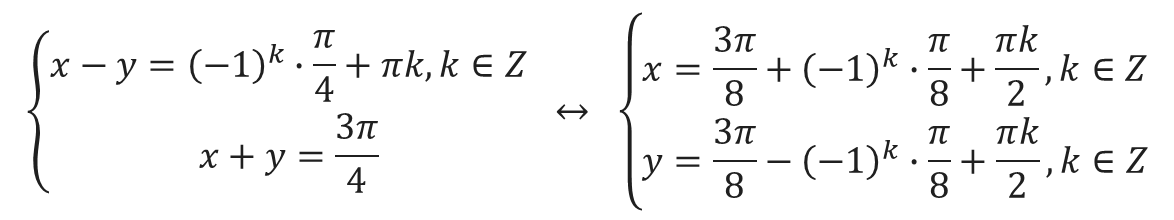 { x − y = (−1)^k · π/4 + πk, k ∈ Z
x + y = 3π/4
↔
{ x = 3π/8 + (−1)^k · π/8 + πk/2, k ∈ Z
y = 3π/8 − (−1)^k · π/8 + πk/2, k ∈ Z